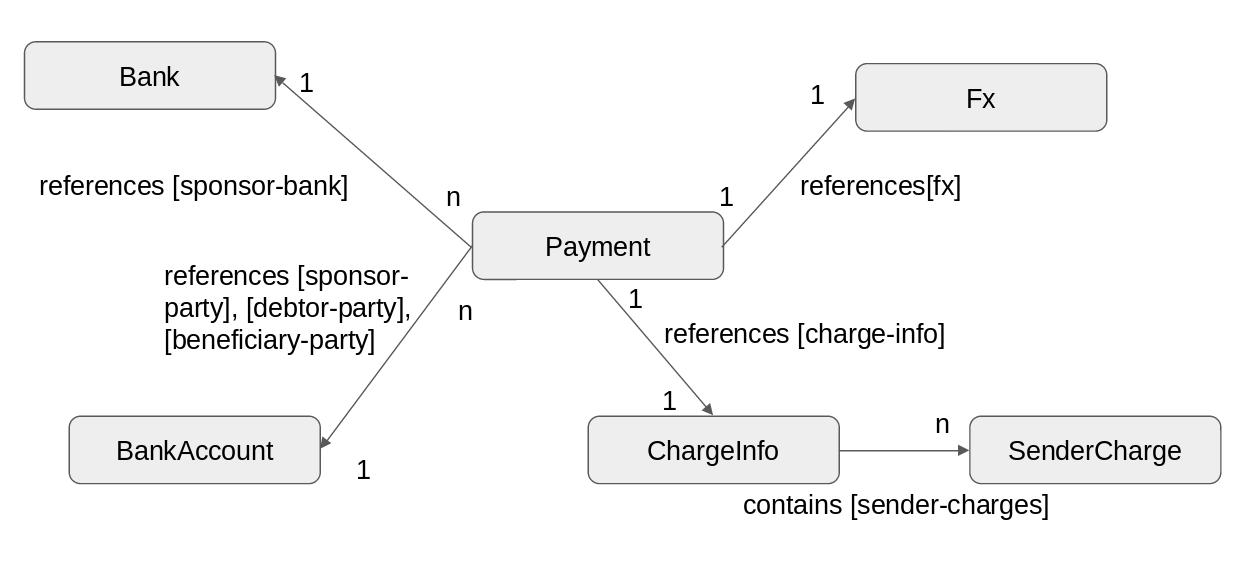 Bank
1
1
Fx
references [sponsor-bank]
n
1
references[fx]
Payment
references [sponsor-
party], [debtor-party],
[beneficiary-party]
n
1
references [charge-info]
1
BankAccount
1
ChargeInfo
n
SenderCharge
contains [sender-charges]